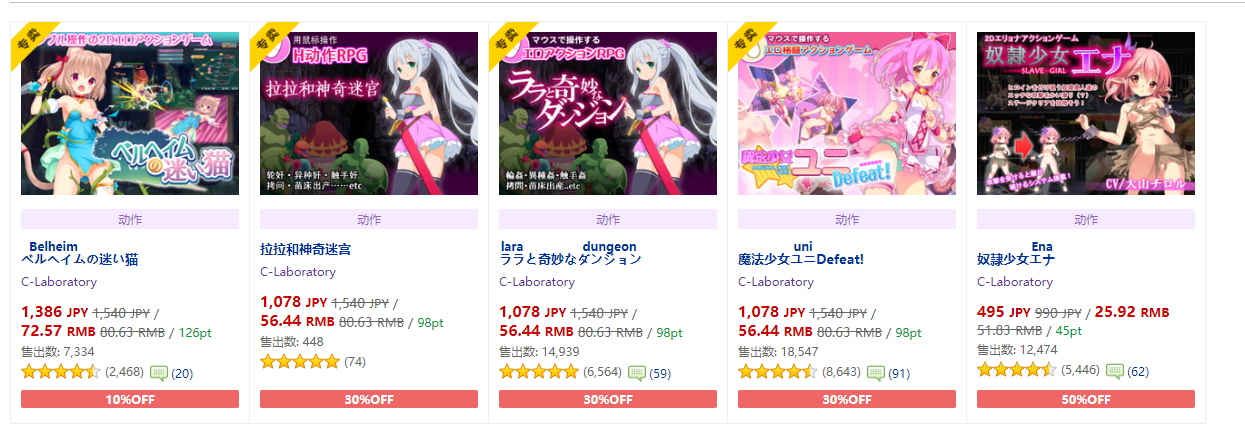 专卖
ブル操作の2DエロアクションゲームI
ベルヘイムの迷い猫
动作
Belheim
ベルヘイムの迷い猫
C-Laboratory
1,386 JPY 1,540 JPY /
72.57 RMB 80.63 RMB / 126pt
售出数: 7,334
(2,468) (20)
10%OFF
专卖
用鼠标操作
H动作RPG
拉拉和神奇迷宫
轮奸・异种奸・触手奸
拷问・苗床出产……etc
动作
拉拉和神奇迷宫
C-Laboratory
1,078 JPY 1,540 JPY /
56.44 RMB 80.63 RMB / 98pt
售出数: 448
(74)
30%OFF
专卖
マウスで操作する
エロアクションRPG
ララと奇妙なダンジョン
輪姦・異種姦・触手姦
拷問・苗床出産…etc
动作
lara dungeon
ララと奇妙なダンジョン
C-Laboratory
1,078 JPY 1,540 JPY /
56.44 RMB 80.63 RMB / 98pt
售出数: 14,939
(6,564) (59)
30%OFF
专卖
マウスで操作する
エロ格闘アクションゲーム
魔法少女
ユニ
Defeat!
动作
uni
魔法少女ユニDefeat!
C-Laboratory
1,078 JPY 1,540 JPY /
56.44 RMB 80.63 RMB / 98pt
售出数: 18,547
(8,643) (91)
30%OFF
2Dエリョナアクションゲーム
奴隷少女エナ
SLAVE GIRL
ステージクリアを目指そう!
CV/大山チロル
动作
Ena
奴隷少女エナ
C-Laboratory
495 JPY 990 JPY / 25.92 RMB
51.83 RMB / 45pt
售出数: 12,474
(5,446) (62)
50%OFF